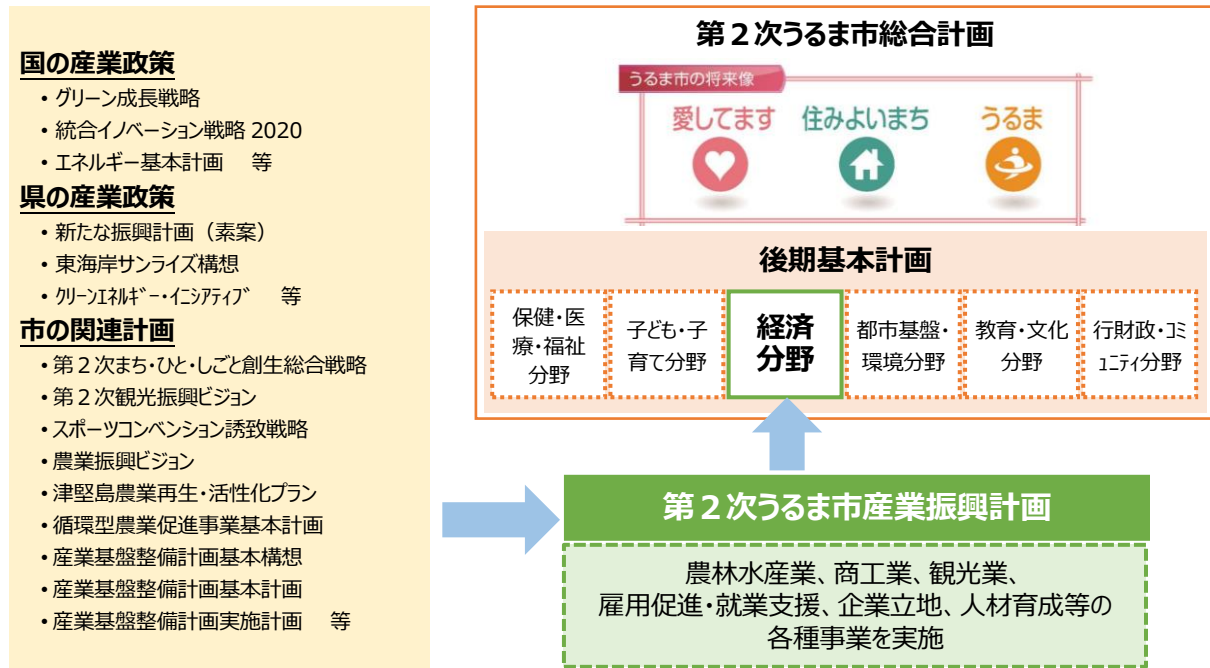 国の産業政策
・グリーン成長戦略
・統合イノベーション戦略 2020
・エネルギー基本計画　等
県の産業政策
・新たな振興計画（素案）
・東海岸サンライズ構想
・ｸﾘｰﾝｴﾈﾙｷﾞｰ・ｲﾆｼｱﾃｨﾌﾞ　等
市の関連計画
・第２次まち・ひと・しごと創生総合戦略
・第２次観光振興ビジョン
・スポーツコンベンション誘致戦略
・農業振興ビジョン
・津堅島農業再生・活性化プラン
・循環型農業促進事業基本計画
・産業基盤整備計画基本構想
・産業基盤整備計画基本計画
・産業基盤整備計画実施計画　等
第２次うるま市総合計画
うるま市の将来像
愛してます 住みよいまち うるま
後期基本計画
保健・医
療・福祉
分野
子ども・子
育て分野
経済
分野
都市基盤・
環境分野
教育・文化
分野
行財政・ｺﾐ
ｭﾆﾃｨ分野
第２次うるま市産業振興計画
農林水産業、商工業、観光業、
雇用促進・就業支援、企業立地、人材育成等の
各種事業を実施